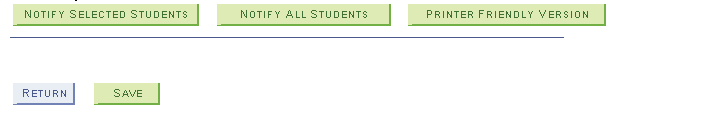 Notify Selected Students Notify All Students Printer Friendly Version
Return Save